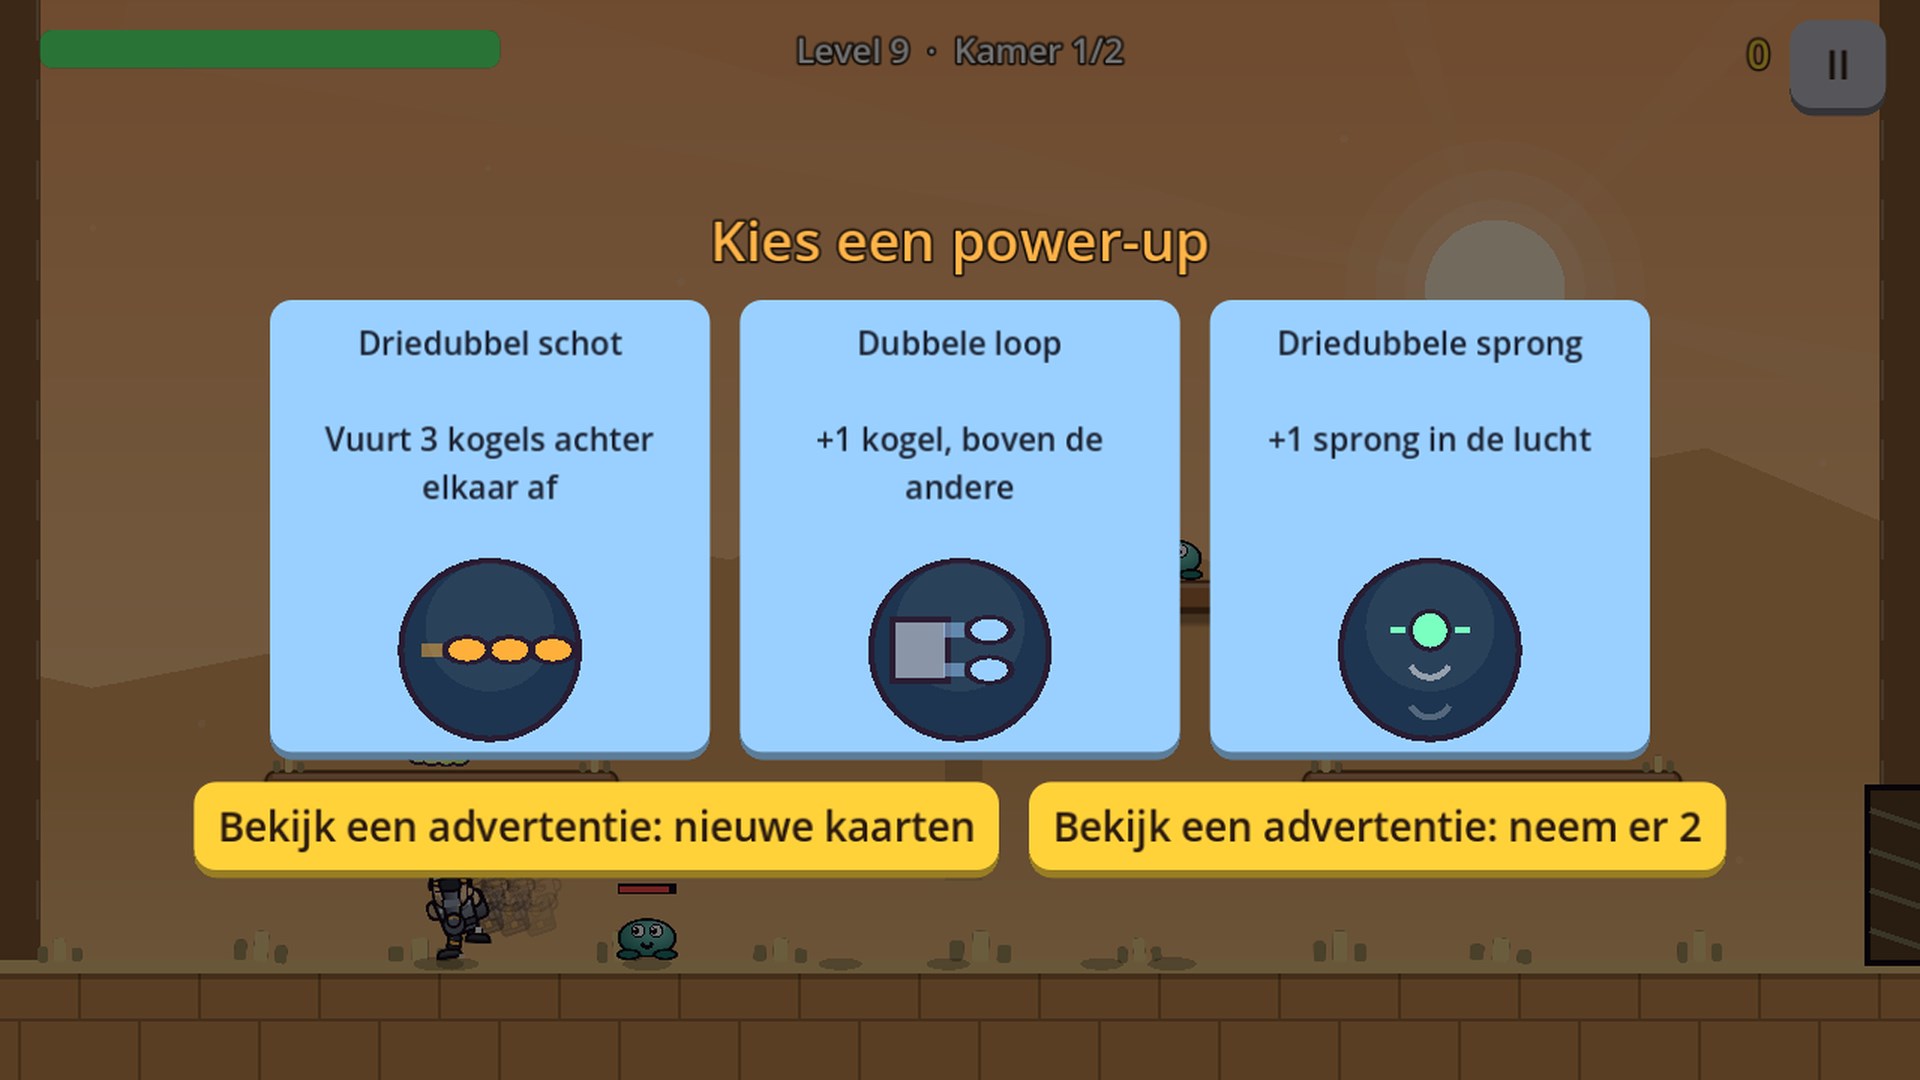 Level 9 · Kamer 1/2
0
Kies een power-up
Driedubbel schot
Vuurt 3 kogels achter
elkaar af
Dubbele loop
+1 kogel, boven de
andere
Driedubbele sprong
+1 sprong in de lucht
Bekijk een advertentie: nieuwe kaarten
Bekijk een advertentie: neem er 2